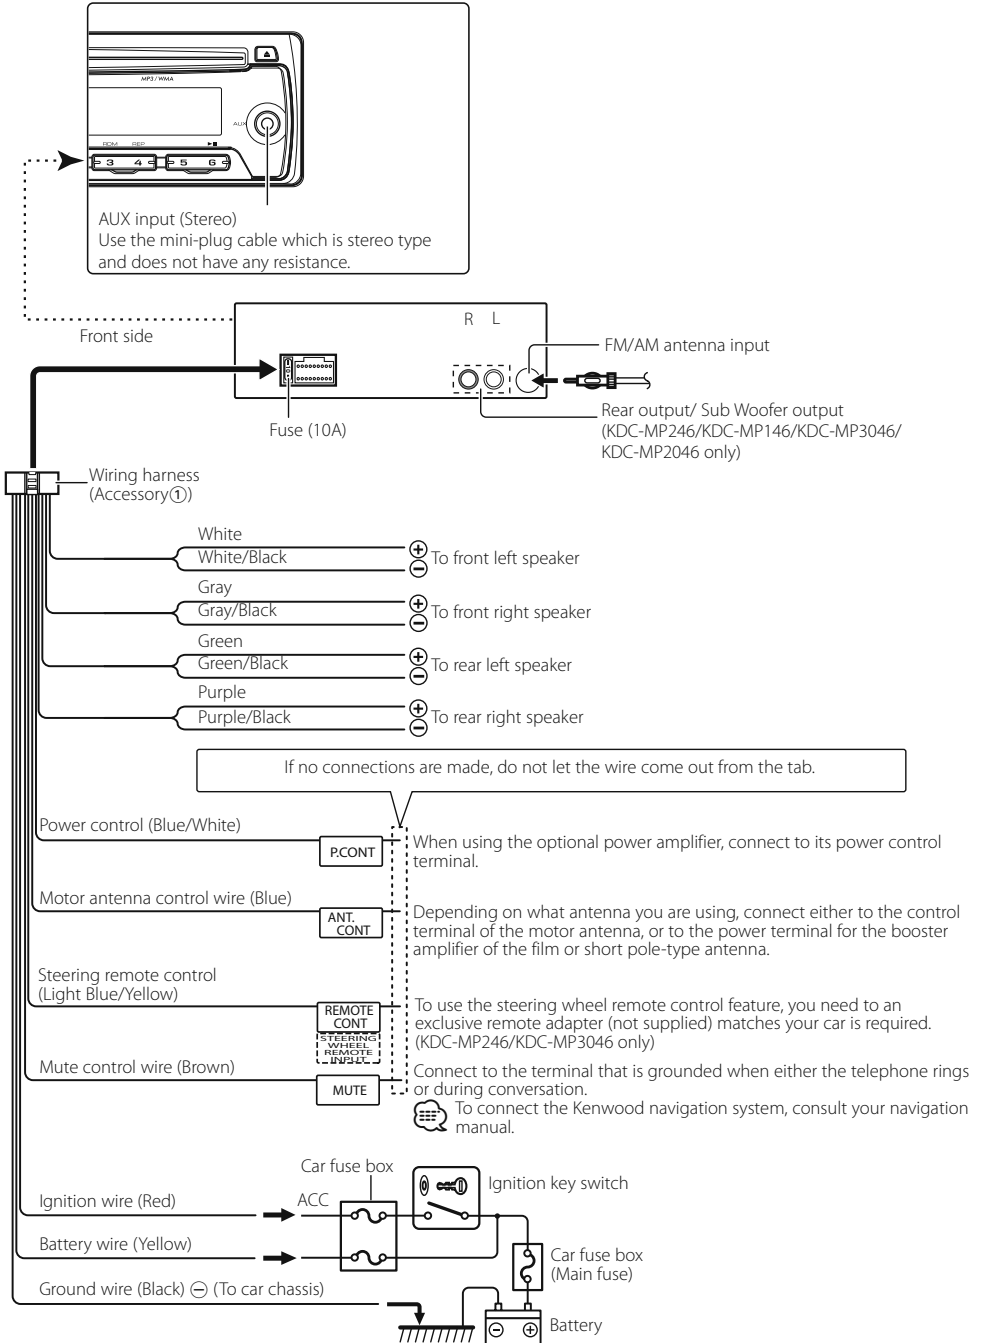 MP3 / WMA
AUX
RDM REP
3 4 5 6
AUX input (Stereo)
Use the mini-plug cable which is stereo type
and does not have any resistance.
Front side
R L
FM/AM antenna input
Fuse (10A)
Rear output/ Sub Woofer output
(KDC-MP246/KDC-MP146/KDC-MP3046/
KDC-MP2046 only)
Wiring harness
(Accessory①)
White
White/Black
⊕
⊖
To front left speaker
Gray
Gray/Black
⊕
⊖
To front right speaker
Green
Green/Black
⊕
⊖
To rear left speaker
Purple
Purple/Black
⊕
⊖
To rear right speaker
If no connections are made, do not let the wire come out from the tab.
Power control (Blue/White)
P.CONT
When using the optional power amplifier, connect to its power control
terminal.
Motor antenna control wire (Blue)
ANT.
CONT
Depending on what antenna you are using, connect either to the control
terminal of the motor antenna, or to the power terminal for the booster
amplifier of the film or short pole-type antenna.
Steering remote control
(Light Blue/Yellow)
REMOTE
CONT
STEERING
WHEEL
REMOTE
INPUT
To use the steering wheel remote control feature, you need to an
exclusive remote adapter (not supplied) matches your car is required.
(KDC-MP246/KDC-MP3046 only)
Mute control wire (Brown)
MUTE
Connect to the terminal that is grounded when either the telephone rings
or during conversation.
To connect the Kenwood navigation system, consult your navigation
manual.
Car fuse box
Ignition key switch
Ignition wire (Red)
ACC
Battery wire (Yellow)
Car fuse box
(Main fuse)
Ground wire (Black) ⊖ (To car chassis)
⊖ ⊕
Battery